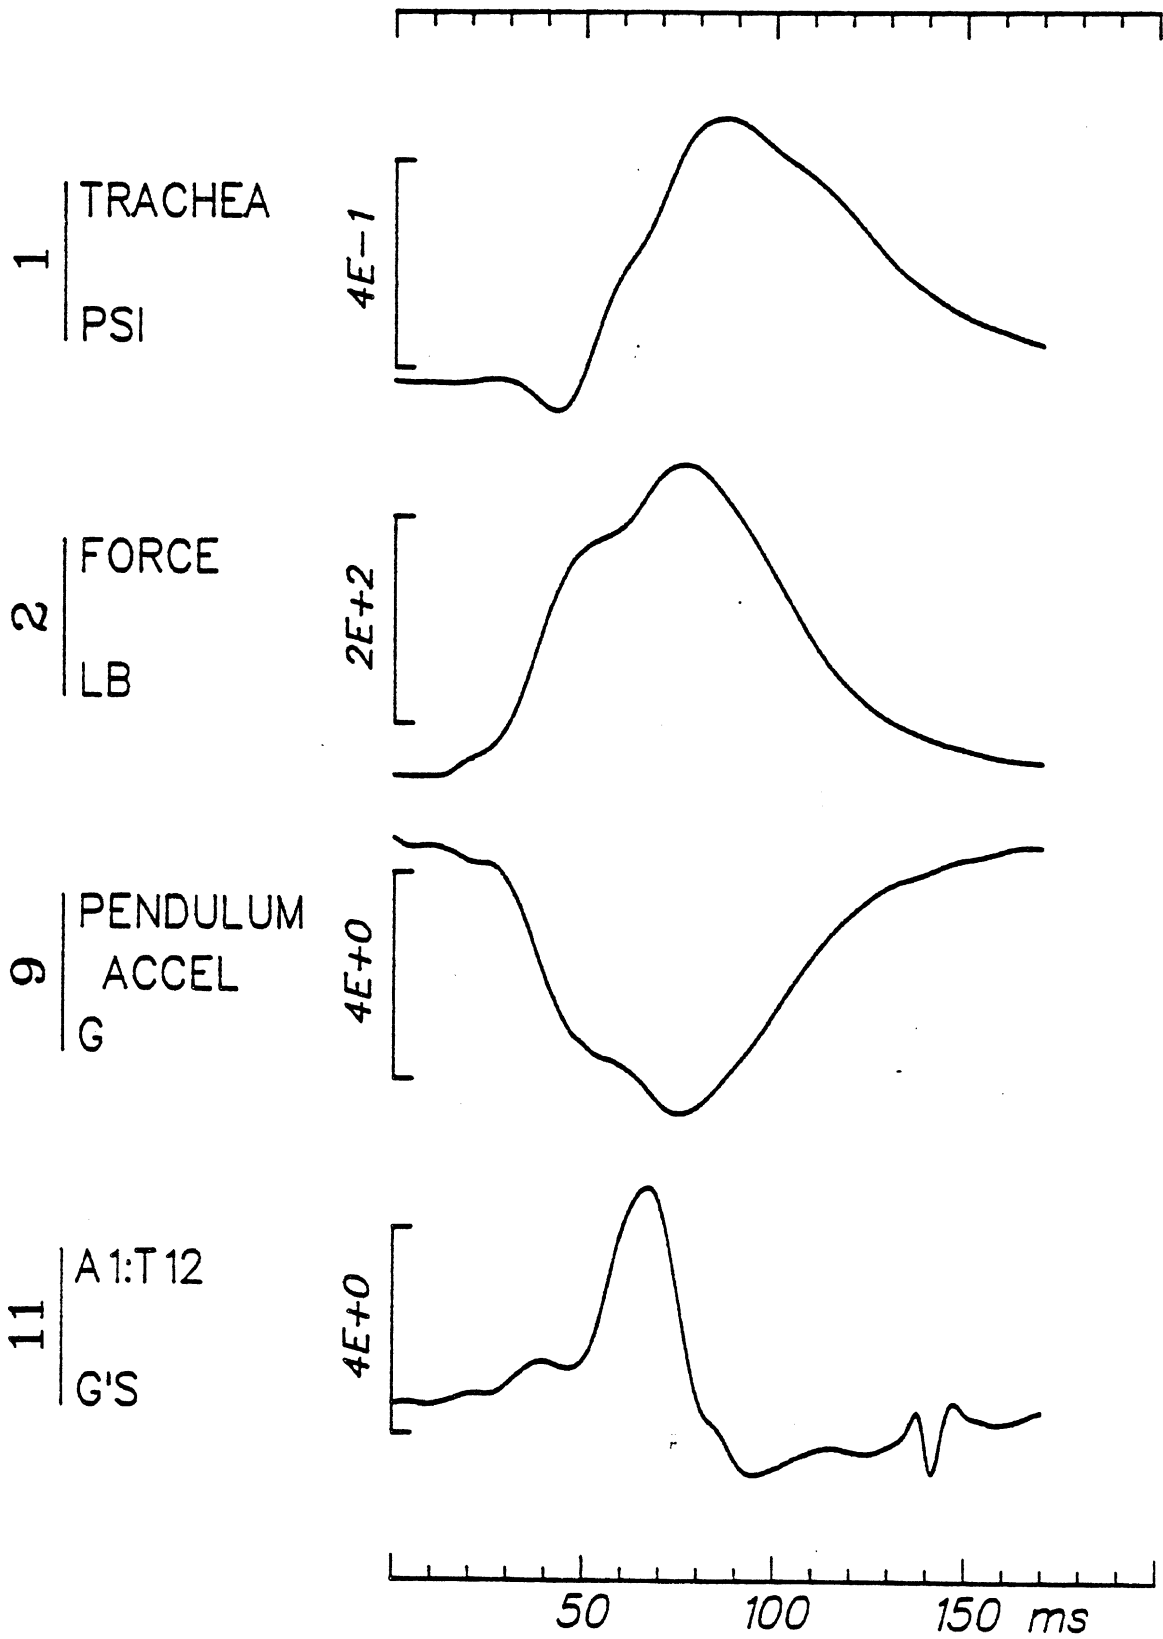 1
TRACHEA
PSI
4E-1
2
FORCE
LB
2E+2
9
PENDULUM
ACCEL
G
4E+0
11
A1:T12
G'S
4E+0
50 100 150 ms